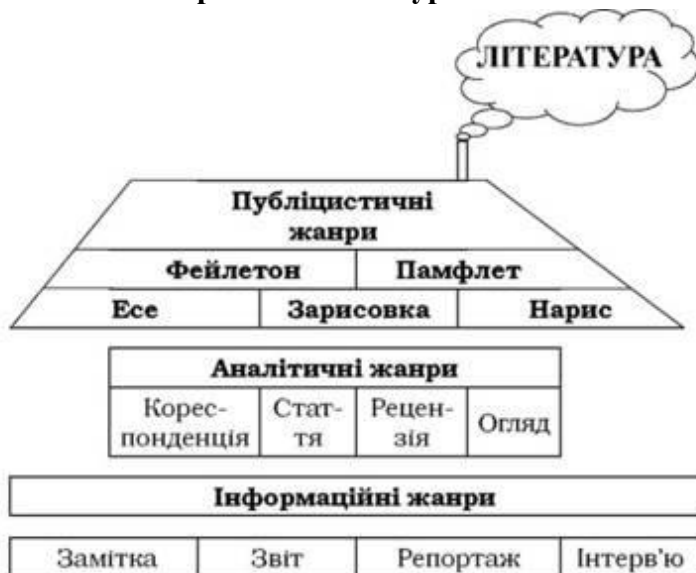 ЛІТЕРАТУРА
Публіцистичні
жанри
Фейлетон Памфлет
Есе Зарисовка Нарис
Аналітичні жанри
Корес- Стат- Рецен- Огляд
понденція тя зія
Інформаційні жанри
Замітка Звіт Репортаж Інтерв'ю